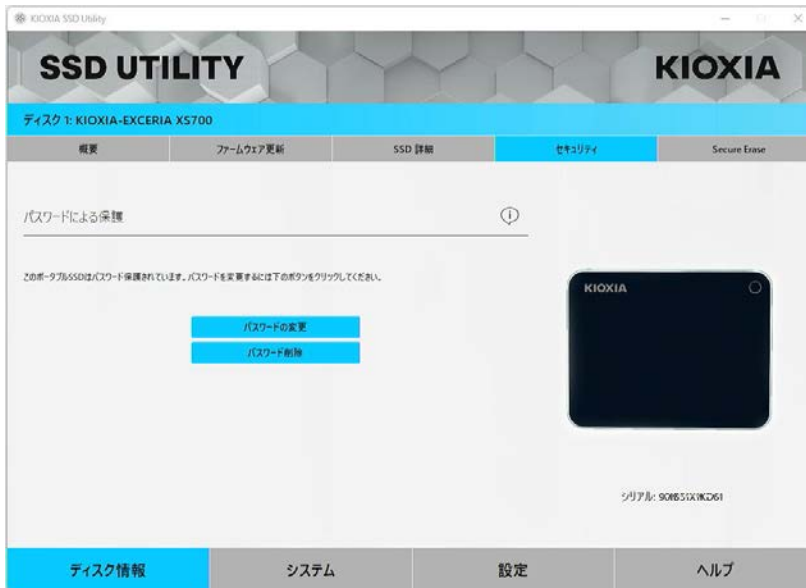 KIOXIA SSD Utility
SSD UTILITY
KIOXIA
ディスク 1: KIOXIA-EXCERIA XS700
概要
ファームウェア更新
SSD 詳細
セキュリティ
Secure Erase
パスワードによる保護
このポータブルSSDはパスワード保護されています。パスワードを変更するには下のボタンをクリックしてください。
パスワードの変更
パスワード削除
KIOXIA
シリアル:
ディスク情報
システム
設定
ヘルプ